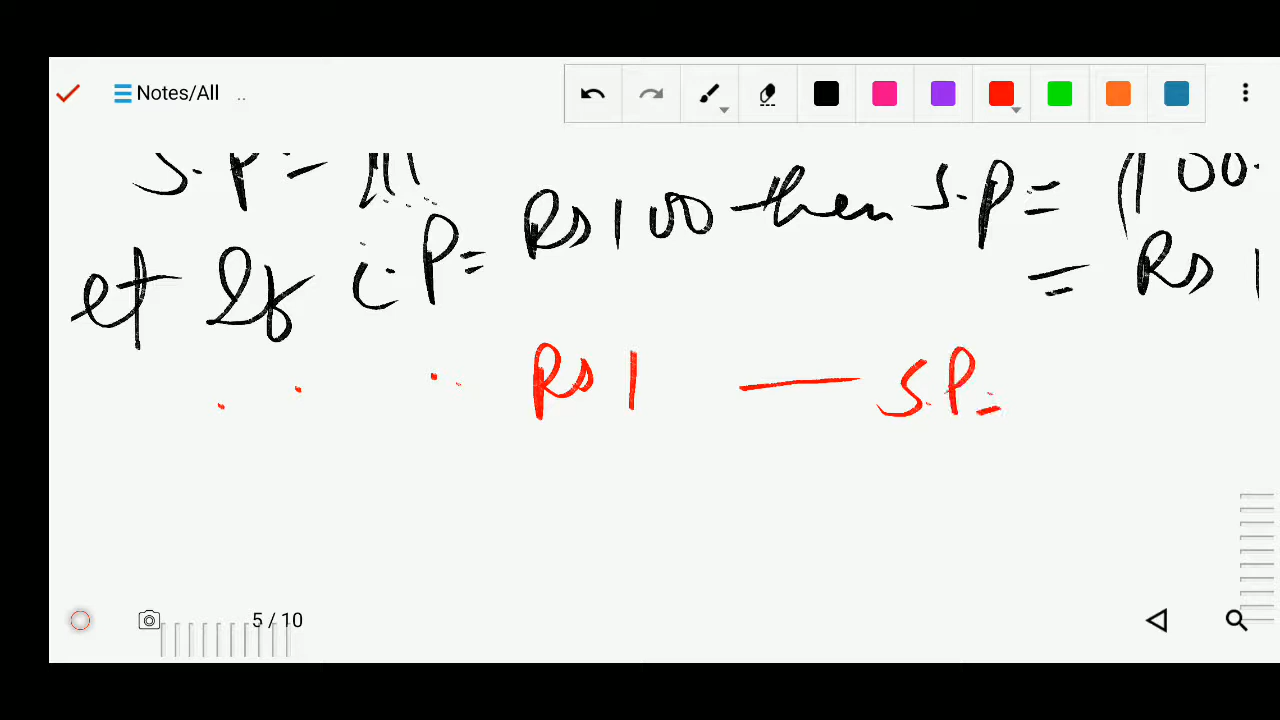 Notes/All ..
S.P =
Rs 100 then S.P = (100.
et If C.P = = Rs 1
Rs 1 — S.P =
5 / 10